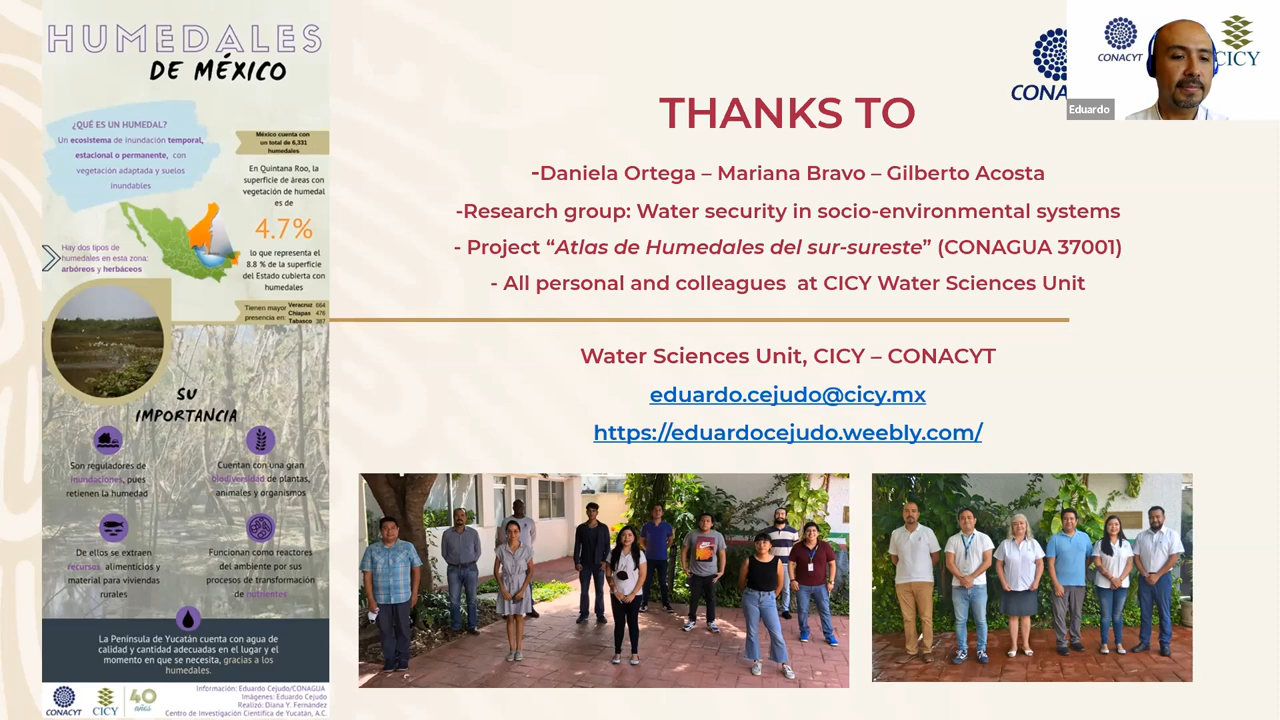 HUMEDALES
DE MÉXICO
¿QUÉ ES UN HUMEDAL?
Un ecosistema de inundación temporal,
estacional o permanente, con
vegetación adaptada y suelos
inundables
México cuenta con
un total de 6,331
humedales
En Quintana Roo, la
superficie de áreas con
vegetación de humedal
es de
4.7%
lo que representa el
8.8 % de la superficie
del Estado cubierta con
humedales
Hay dos tipos de
humedales en esta zona:
arbóreos y herbáceos
Tienen mayor
presencia en:
Veracruz 664
Chiapas 476
Tabasco 387
SU
IMPORTANCIA
Son reguladores de
inundaciones, pues
retienen la humedad
Cuentan con una gran
biodiversidad de plantas,
animales y organismos
De ellos se extraen
recursos alimenticios y
material para viviendas
rurales
Funcionan como reactores
del ambiente por sus
procesos de transformación
de nutrientes
La Península de Yucatán cuenta con agua de
calidad y cantidad adecuadas en el lugar y el
momento en que se necesita, gracias a los
humedales.
CONACYT
CICY
40
años
Información: Eduardo Cejudo/CONAGUA
Imágenes: Eduardo Cejudo
Realizó: Diana Y. Fernández
Centro de Investigación Científica de Yucatán, A.C.
THANKS TO
-Daniela Ortega – Mariana Bravo – Gilberto Acosta
-Research group: Water security in socio-environmental systems
- Project “Atlas de Humedales del sur-sureste” (CONAGUA 37001)
- All personal and colleagues at CICY Water Sciences Unit
Water Sciences Unit, CICY – CONACYT
eduardo.cejudo@cicy.mx
https://eduardocejudo.weebly.com/
CONA
CONACYT
CICY
Eduardo